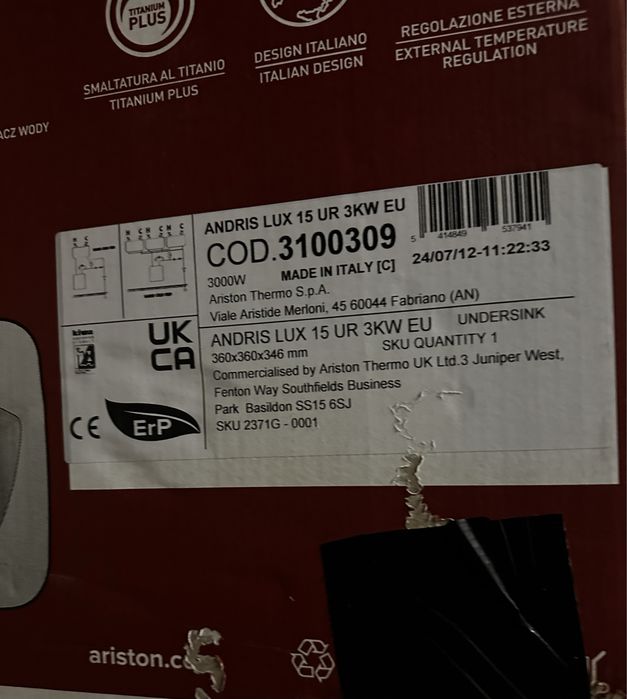 TITANIUM
PLUS
SMALTATURA AL TITANIO
TITANIUM PLUS
DESIGN ITALIANO
ITALIAN DESIGN
REGOLAZIONE ESTERNA
EXTERNAL TEMPERATURE
REGULATION
WODY
ANDRIS LUX 15 UR 3KW EU
COD.3100309
5 414849 537941
3000W
MADE IN ITALY [C]
24/07/12-11:22:33
Ariston Thermo S.p.A.
Viale Aristide Merloni, 45 60044 Fabriano (AN)
ANDRIS LUX 15 UR 3KW EU UNDERSINK
360x360x346 mm
SKU QUANTITY 1
Commercialised by Ariston Thermo UK Ltd.3 Juniper West,
Fenton Way Southfields Business
Park Basildon SS15 6SJ
SKU 2371G - 0001
UK
CA
CE
ErP
ariston.c